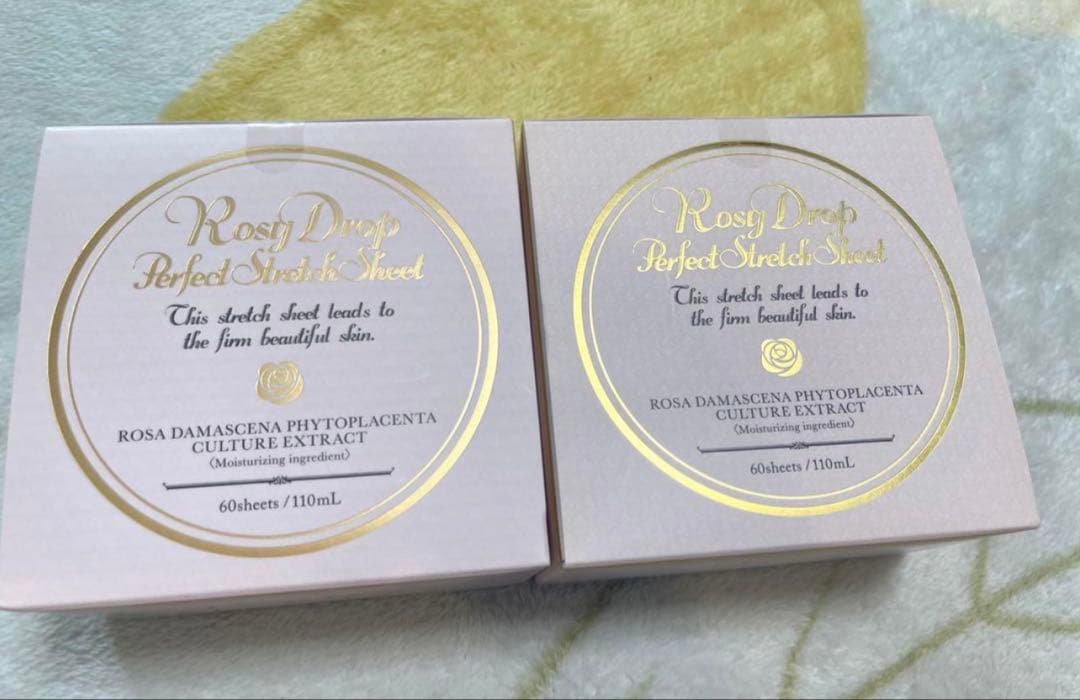 Rosy Drop
Perfect Stretch Sheet
This stretch sheet leads to
the firm beautiful skin.
ROSA DAMASCENA PHYTOPLACENTA
CULTURE EXTRACT
〈Moisturizing ingredient〉
60sheets / 110mL
Rosy Drop
Perfect Stretch Sheet
This stretch sheet leads to
the firm beautiful skin.
ROSA DAMASCENA PHYTOPLACENTA
CULTURE EXTRACT
〈Moisturizing ingredient〉
60sheets / 110mL